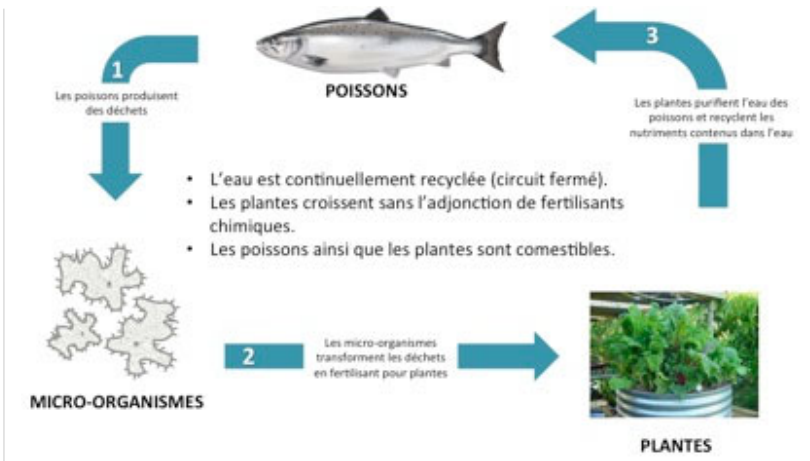 1
Les poissons produisent
des déchets
POISSONS
3
Les plantes purifient l'eau des
poissons et recyclent les
nutriments contenus dans l'eau
• L'eau est continuellement recyclée (circuit fermé).
• Les plantes croissent sans l'adjonction de fertilisants
chimiques.
• Les poissons ainsi que les plantes sont comestibles.
MICRO-ORGANISMES
2
Les micro-organismes
transforment les déchets
en fertilisant pour plantes
PLANTES